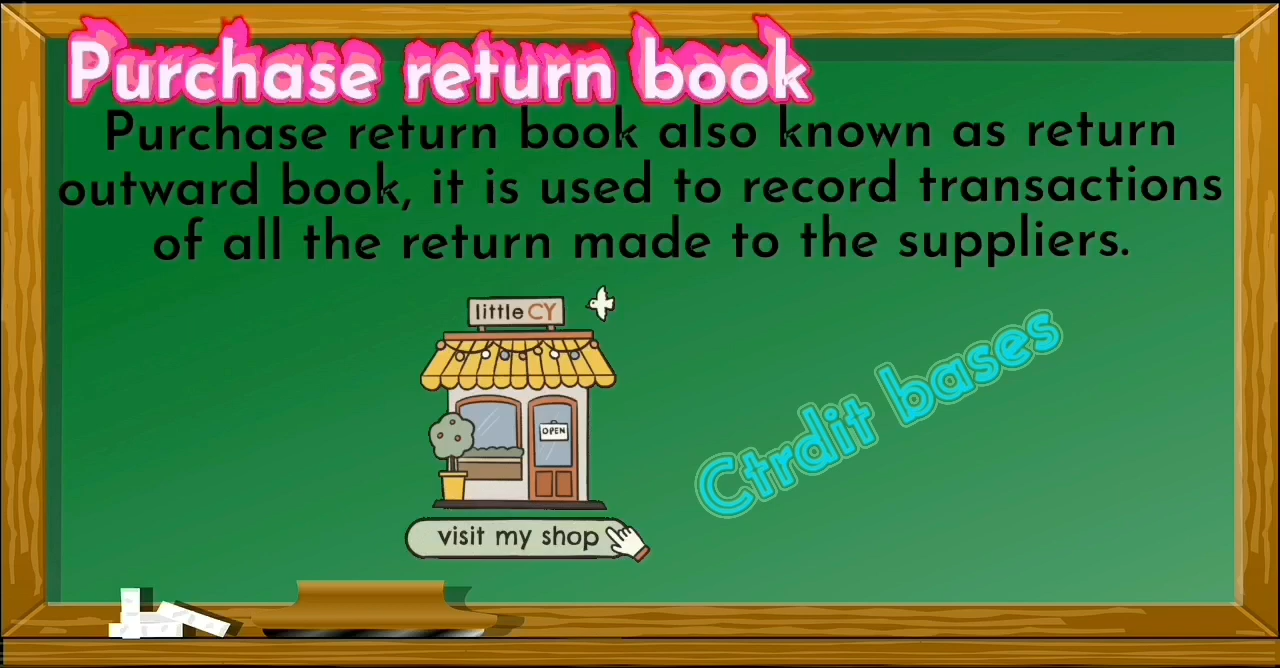 Purchase return book
Purchase return book also known as return
outward book, it is used to record transactions
of all the return made to the suppliers.
little CY
OPEN
Ctrdit bases
visit my shop